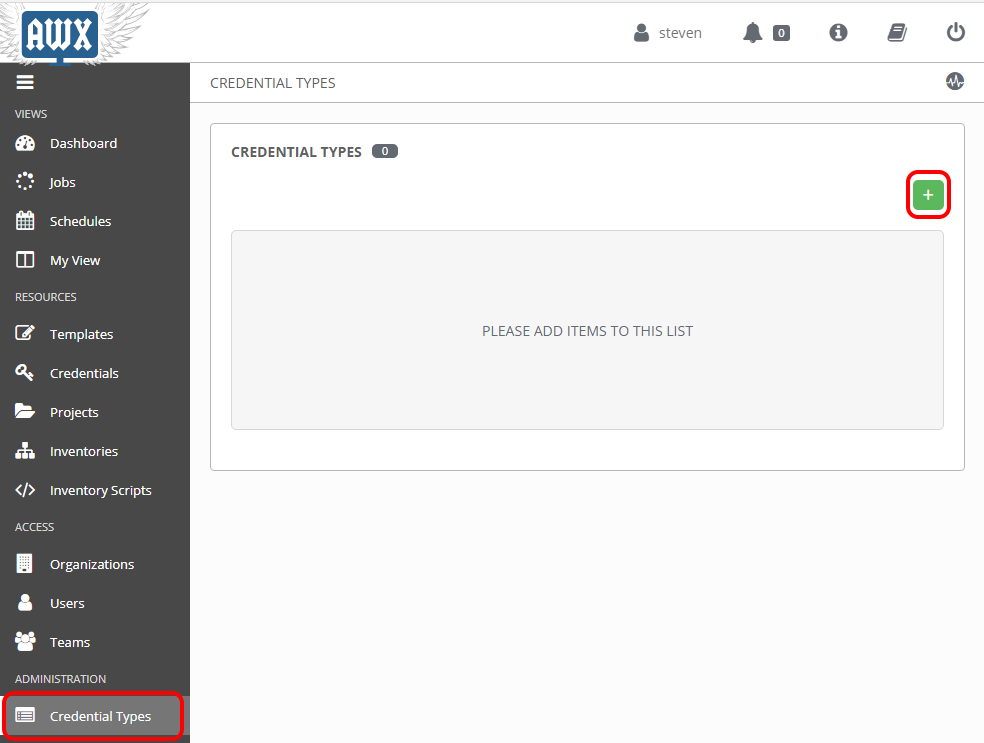 AWX
steven
0
CREDENTIAL TYPES
VIEWS
Dashboard
Jobs
Schedules
My View
RESOURCES
Templates
Credentials
Projects
Inventories
Inventory Scripts
ACCESS
Organizations
Users
Teams
ADMINISTRATION
Credential Types
CREDENTIAL TYPES 0
+
PLEASE ADD ITEMS TO THIS LIST